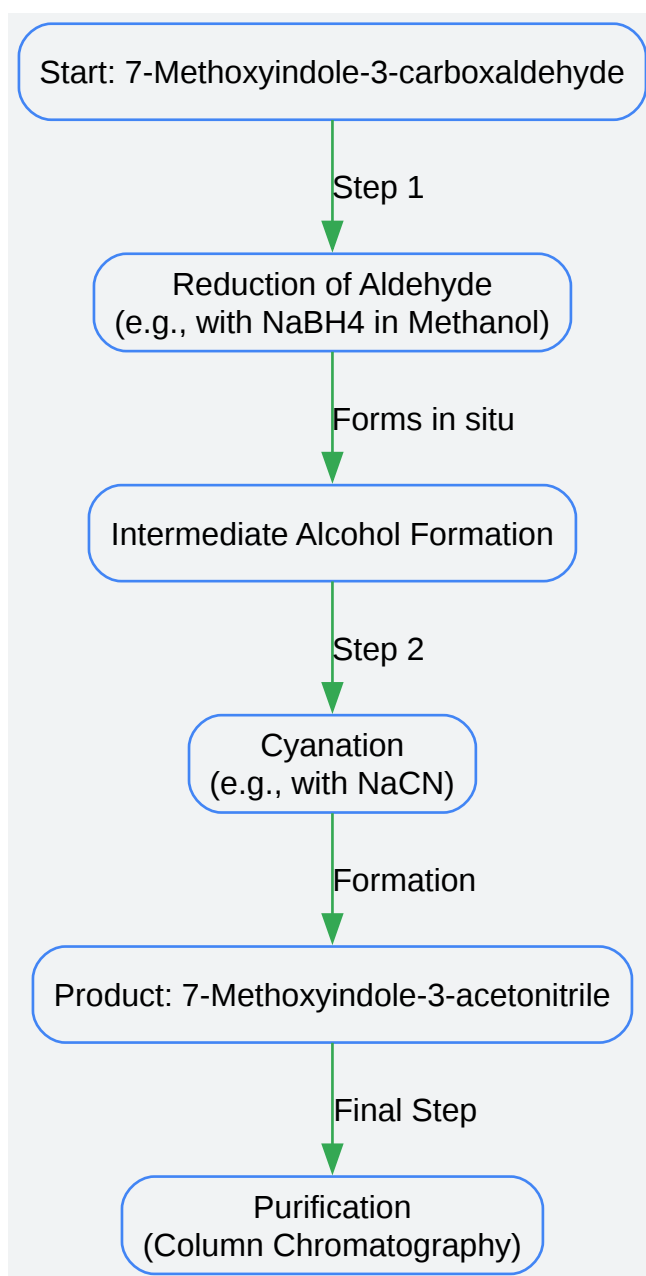 Start: 7-Methoxyindole-3-carboxaldehyde
Step 1
Reduction of Aldehyde
(e.g., with NaBH4 in Methanol)
Forms in situ
Intermediate Alcohol Formation
Step 2
Cyanation
(e.g., with NaCN)
Formation
Product: 7-Methoxyindole-3-acetonitrile
Final Step
Purification
(Column Chromatography)